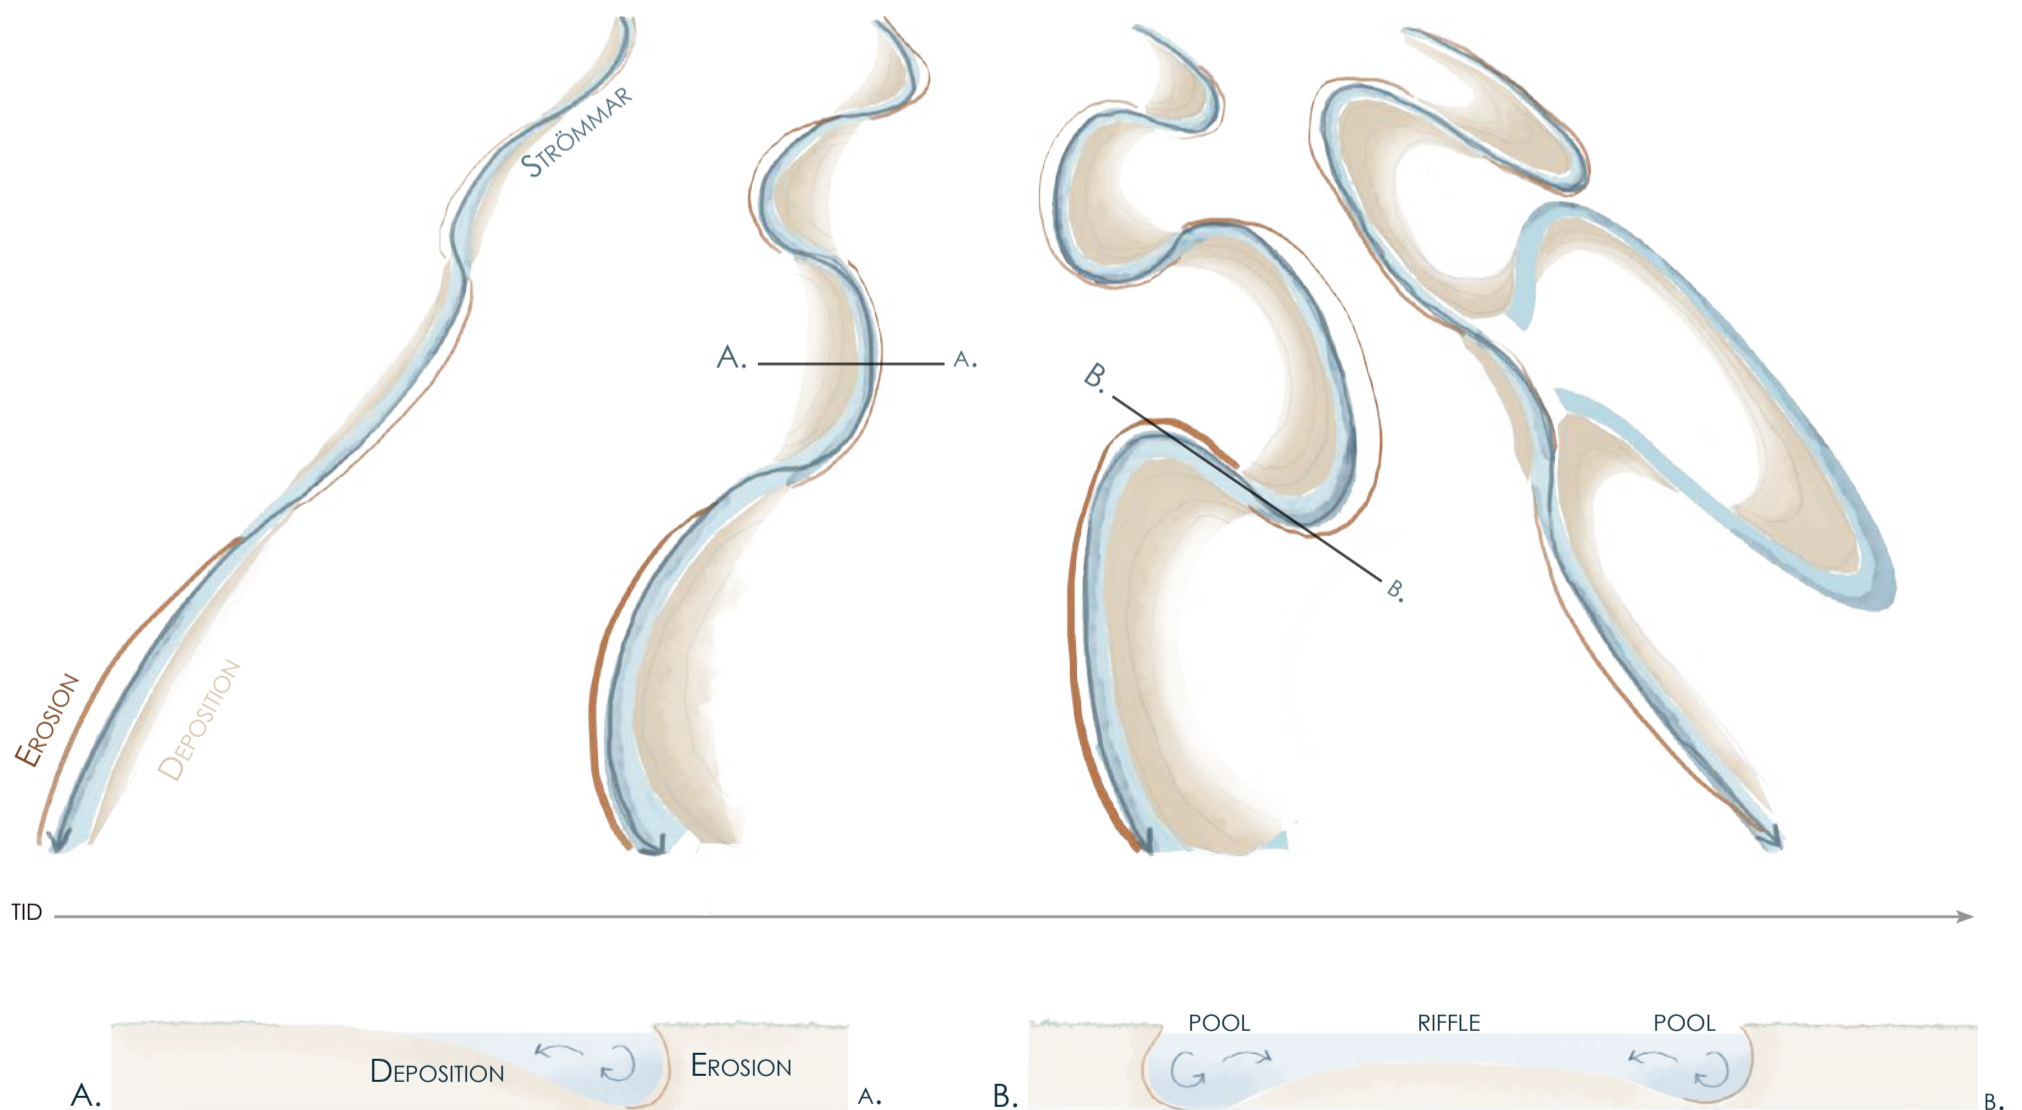 STRÖMMAR
A.
A.
B.
B.
EROSION
DEPOSITION
TID
POOL
RIFFLE
POOL
DEPOSITION
EROSION
A.
A.
B.
B.